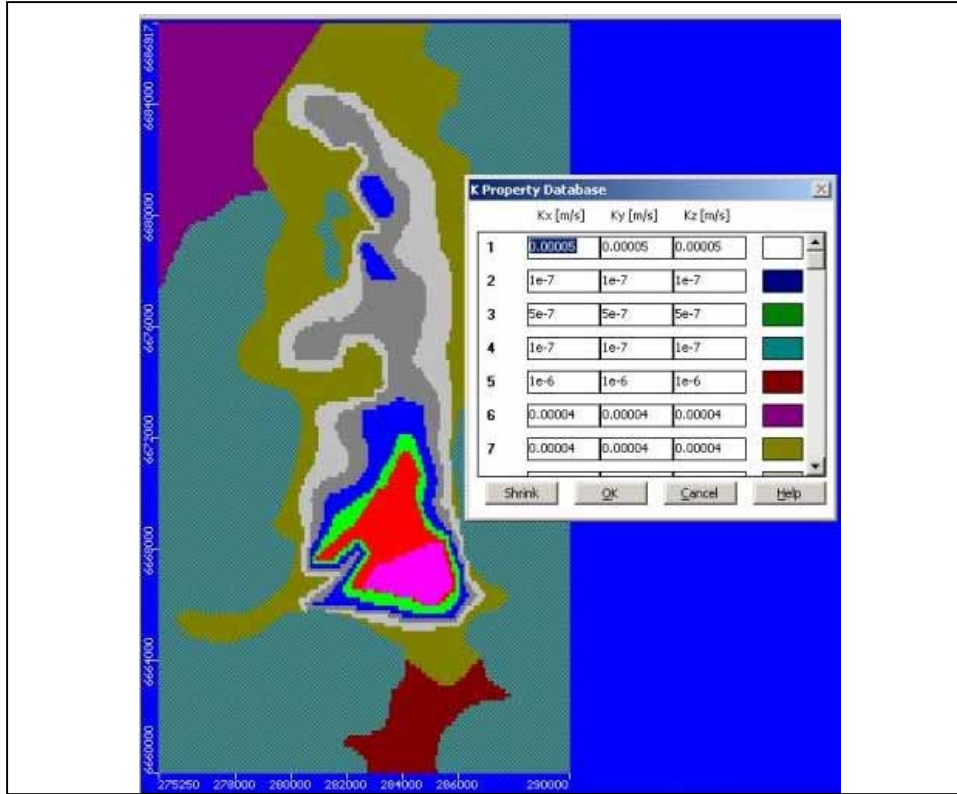 6686917
6684000
6680000
6676000
6672000
6668000
6664000
6660000
275250 278000 280000 282000 284000 286000 290000
K Property Database
Kx [m/s] Ky [m/s] Kz [m/s]
1 0.00005 0.00005 0.00005
2 1e-7 1e-7 1e-7
3 5e-7 5e-7 5e-7
4 1e-7 1e-7 1e-7
5 1e-6 1e-6 1e-6
6 0.00004 0.00004 0.00004
7 0.00004 0.00004 0.00004
Shrink OK Cancel Help